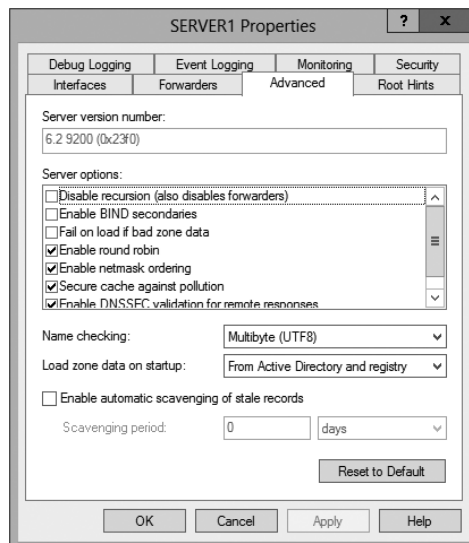 SERVER1 Properties
? x
Debug Logging Event Logging Monitoring Security
Interfaces Forwarders Advanced Root Hints
Server version number:
6.2 9200 (0x23f0)
Server options:
Disable recursion (also disables forwarders)
Enable BIND secondaries
Fail on load if bad zone data
Enable round robin
Enable netmask ordering
Secure cache against pollution
Enable DNSSEC validation for remote responses
Name checking: Multibyte (UTF8)
Load zone data on startup: From Active Directory and registry
Enable automatic scavenging of stale records
Scavenging period: 0 days
Reset to Default
OK Cancel Apply Help